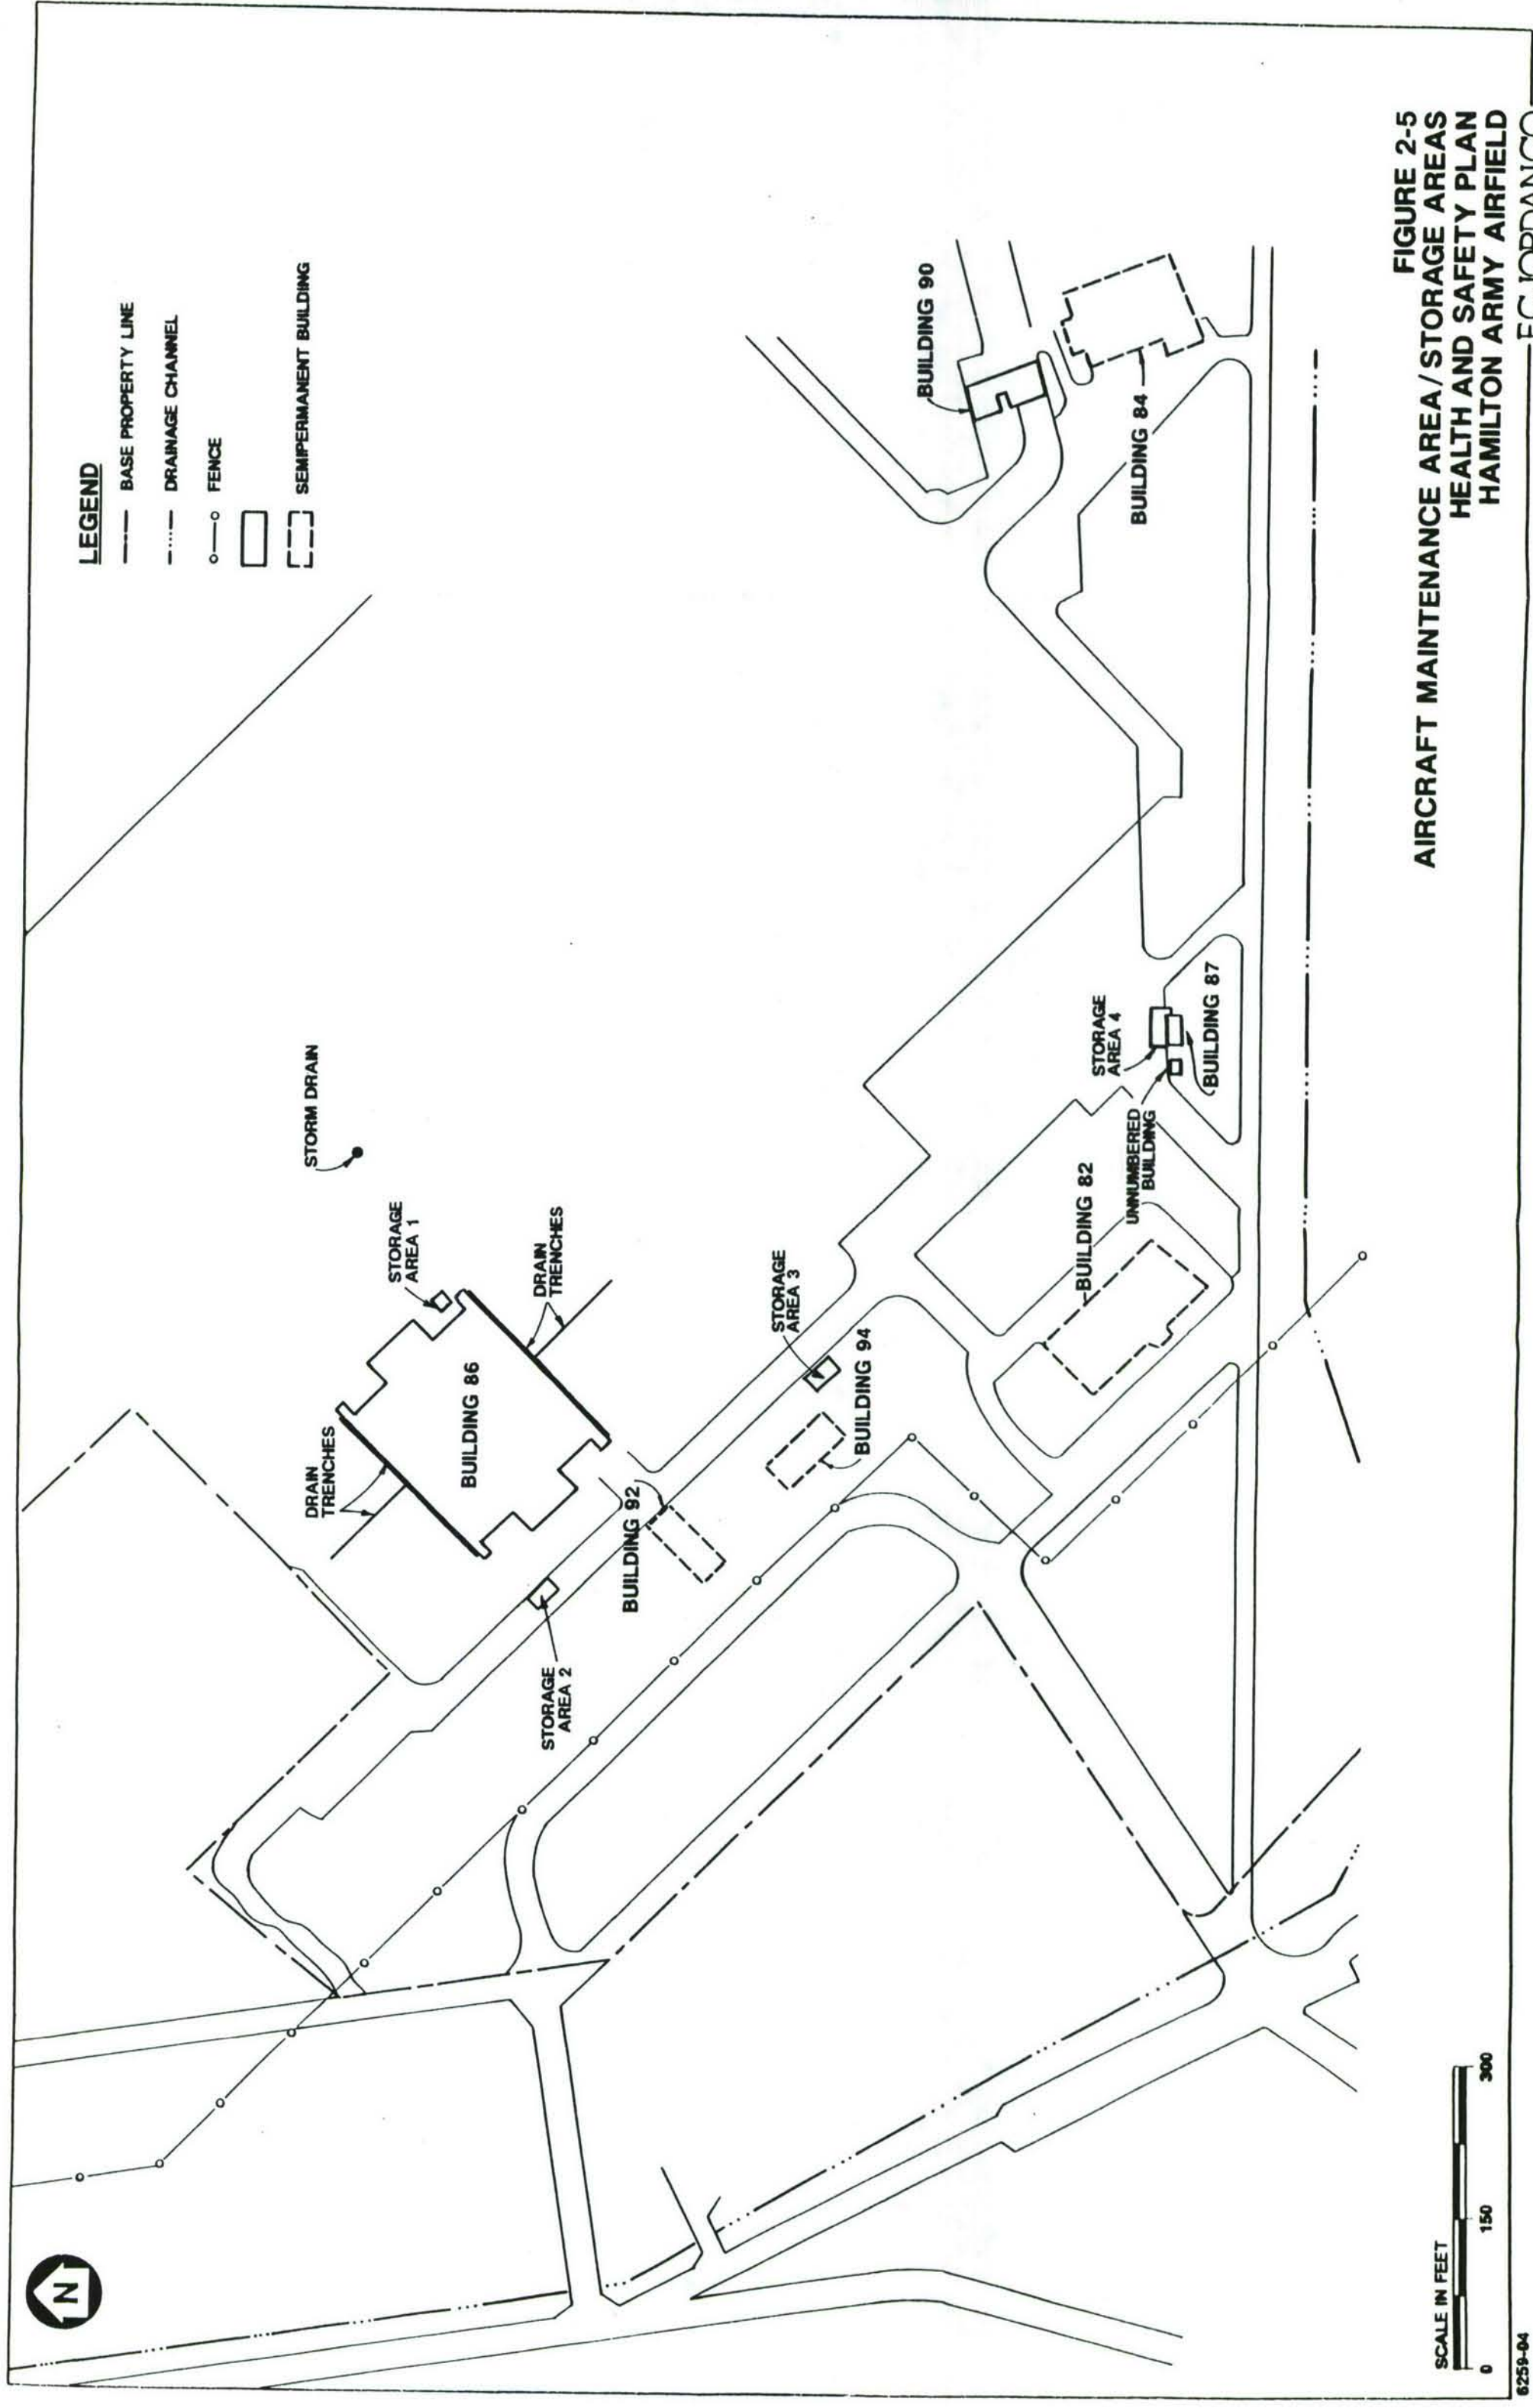 N
LEGEND
BASE PROPERTY LINE
DRAINAGE CHANNEL
FENCE
SEMIPERMANENT BUILDING
STORM DRAIN
STORAGE
AREA 1
DRAIN
TRENCHES
BUILDING 86
DRAIN
TRENCHES
STORAGE
AREA 2
BUILDING 92
STORAGE
AREA 3
BUILDING 94
BUILDING 82
UNNUMBERED
BUILDING
STORAGE
AREA 4
BUILDING 87
BUILDING 90
BUILDING 84
SCALE IN FEET
0 150 300
6259-04
FIGURE 2-5
AIRCRAFT MAINTENANCE AREA/STORAGE AREAS
HEALTH AND SAFETY PLAN
HAMILTON ARMY AIRFIELD
E.C. JORDAN CO.